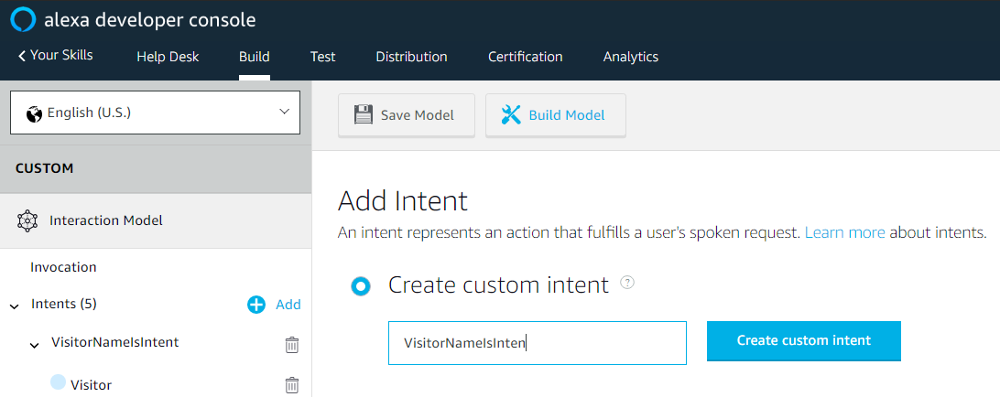 alexa developer console
Your Skills Help Desk Build Test Distribution Certification Analytics
English (U.S.)
Save Model Build Model
CUSTOM
Interaction Model
Add Intent
An intent represents an action that fulfills a user's spoken request. Learn more about intents.
Invocation
Create custom intent ?
Intents (5) Add
VisitorNameIsIntent
VisitorNameIsInten
Create custom intent
Visitor